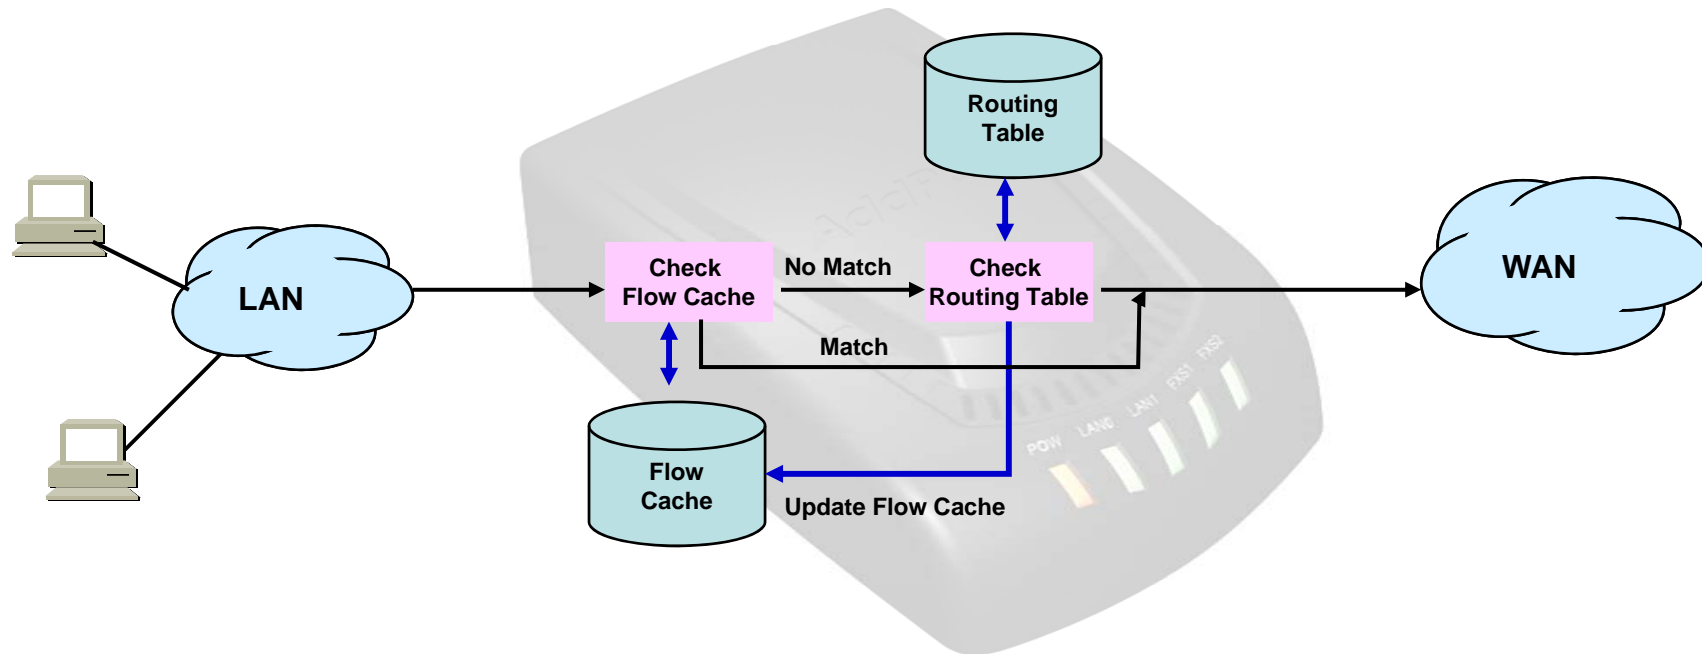 Routing
Table
LAN
Check
Flow Cache
No Match
Check
Routing Table
WAN
Match
Flow
Cache
Update Flow Cache
POW
LAN0
LAN1
FXS1
FXS2